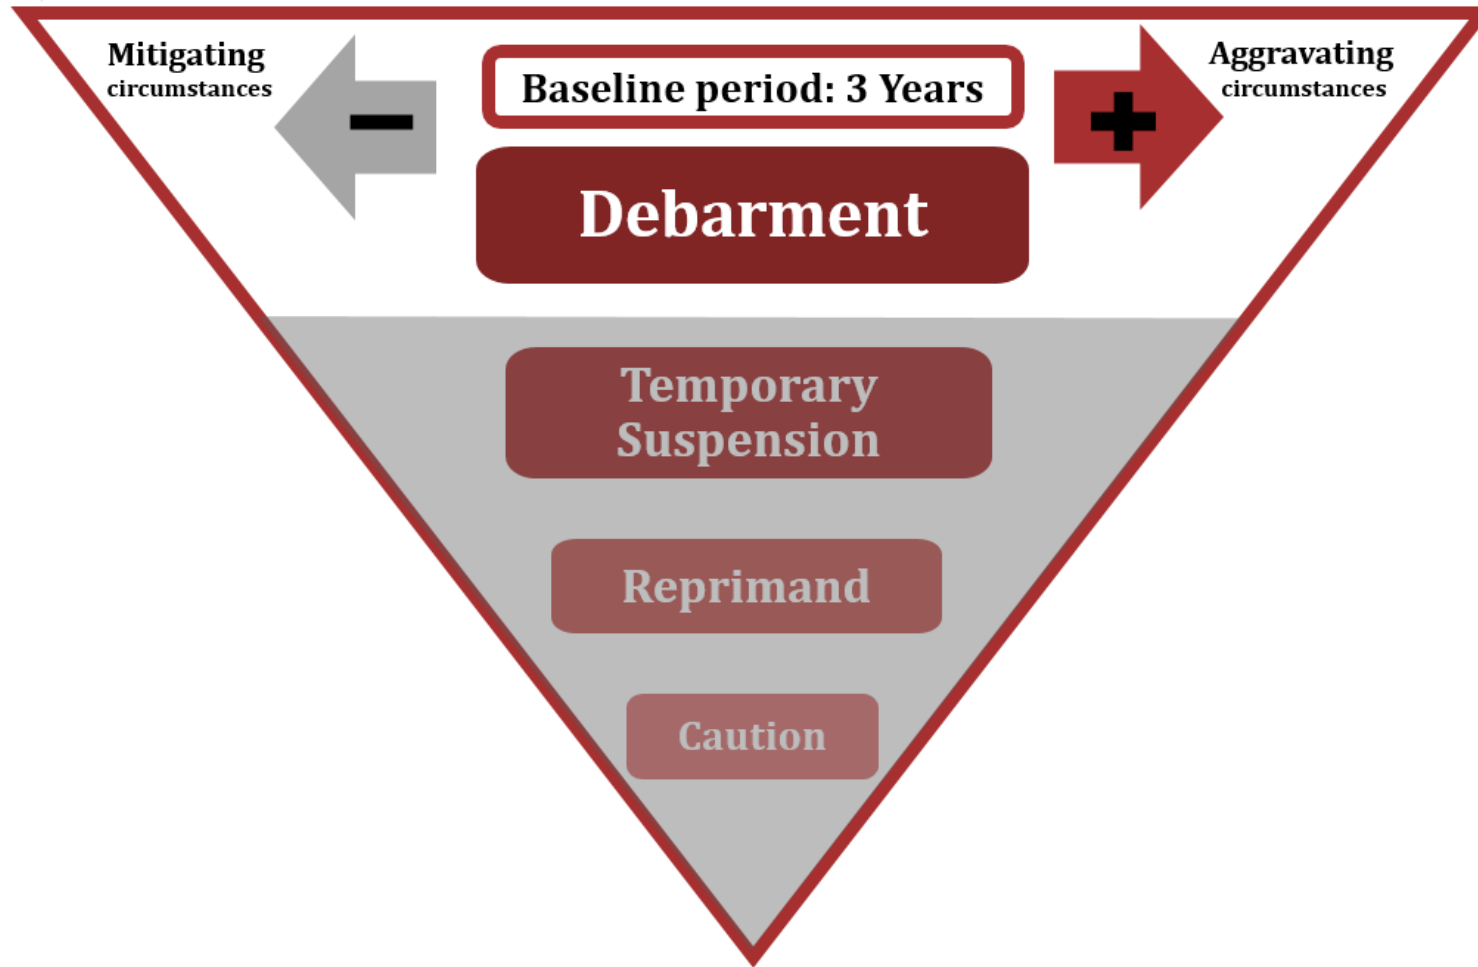 Mitigating
circumstances
Baseline period: 3 Years
Aggravating
circumstances
Debarment
Temporary
Suspension
Reprimand
Caution